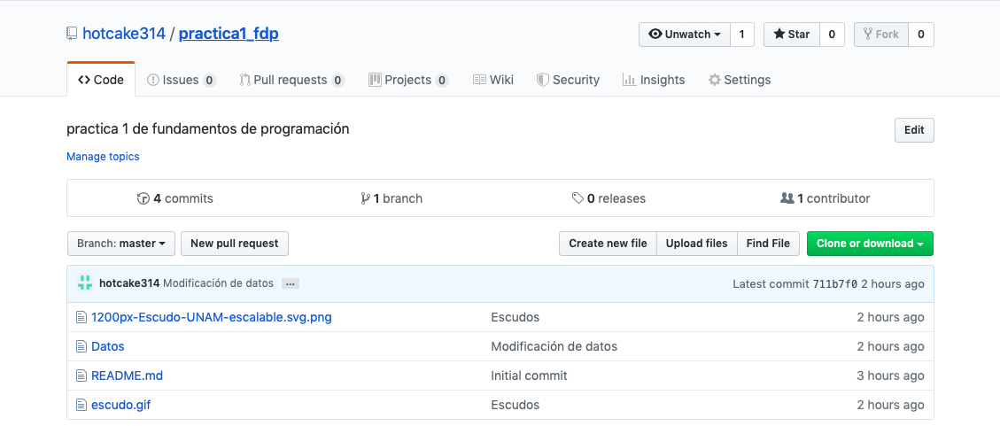 hotcake314 / practica1_fdp Unwatch 1 Star 0 Fork 0
Code Issues 0 Pull requests 0 Projects 0 Wiki Security Insights Settings
practica 1 de fundamentos de programación Edit
Manage topics
4 commits 1 branch 0 releases 1 contributor
Branch: master New pull request Create new file Upload files Find File Clone or download
hotcake314 Modificación de datos ... Latest commit 711b7f0 2 hours ago
1200px-Escudo-UNAM-escalable.svg.png Escudos 2 hours ago
Datos Modificación de datos 2 hours ago
README.md Initial commit 3 hours ago
escudo.gif Escudos 2 hours ago